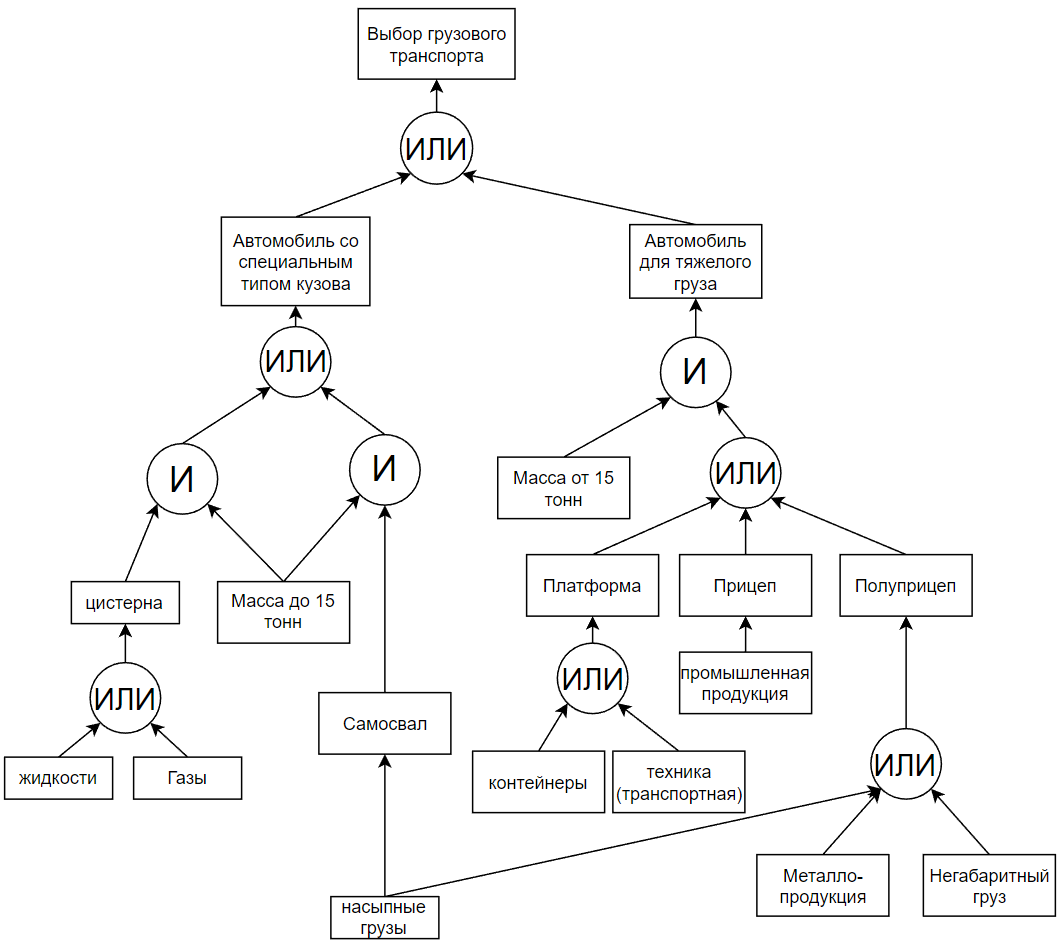 Выбор грузового
транспорта
ИЛИ
Автомобиль со
специальным
типом кузова
Автомобиль
для тяжелого
груза
ИЛИ
И
И
И
Масса от 15
тонн
ИЛИ
цистерна
Масса до 15
тонн
Платформа
Прицеп
Полуприцеп
ИЛИ
Самосвал
ИЛИ
промышленная
продукция
жидкости
Газы
контейнеры
техника
(транспортная)
ИЛИ
насыпные
грузы
Металло-
продукция
Негабаритный
груз